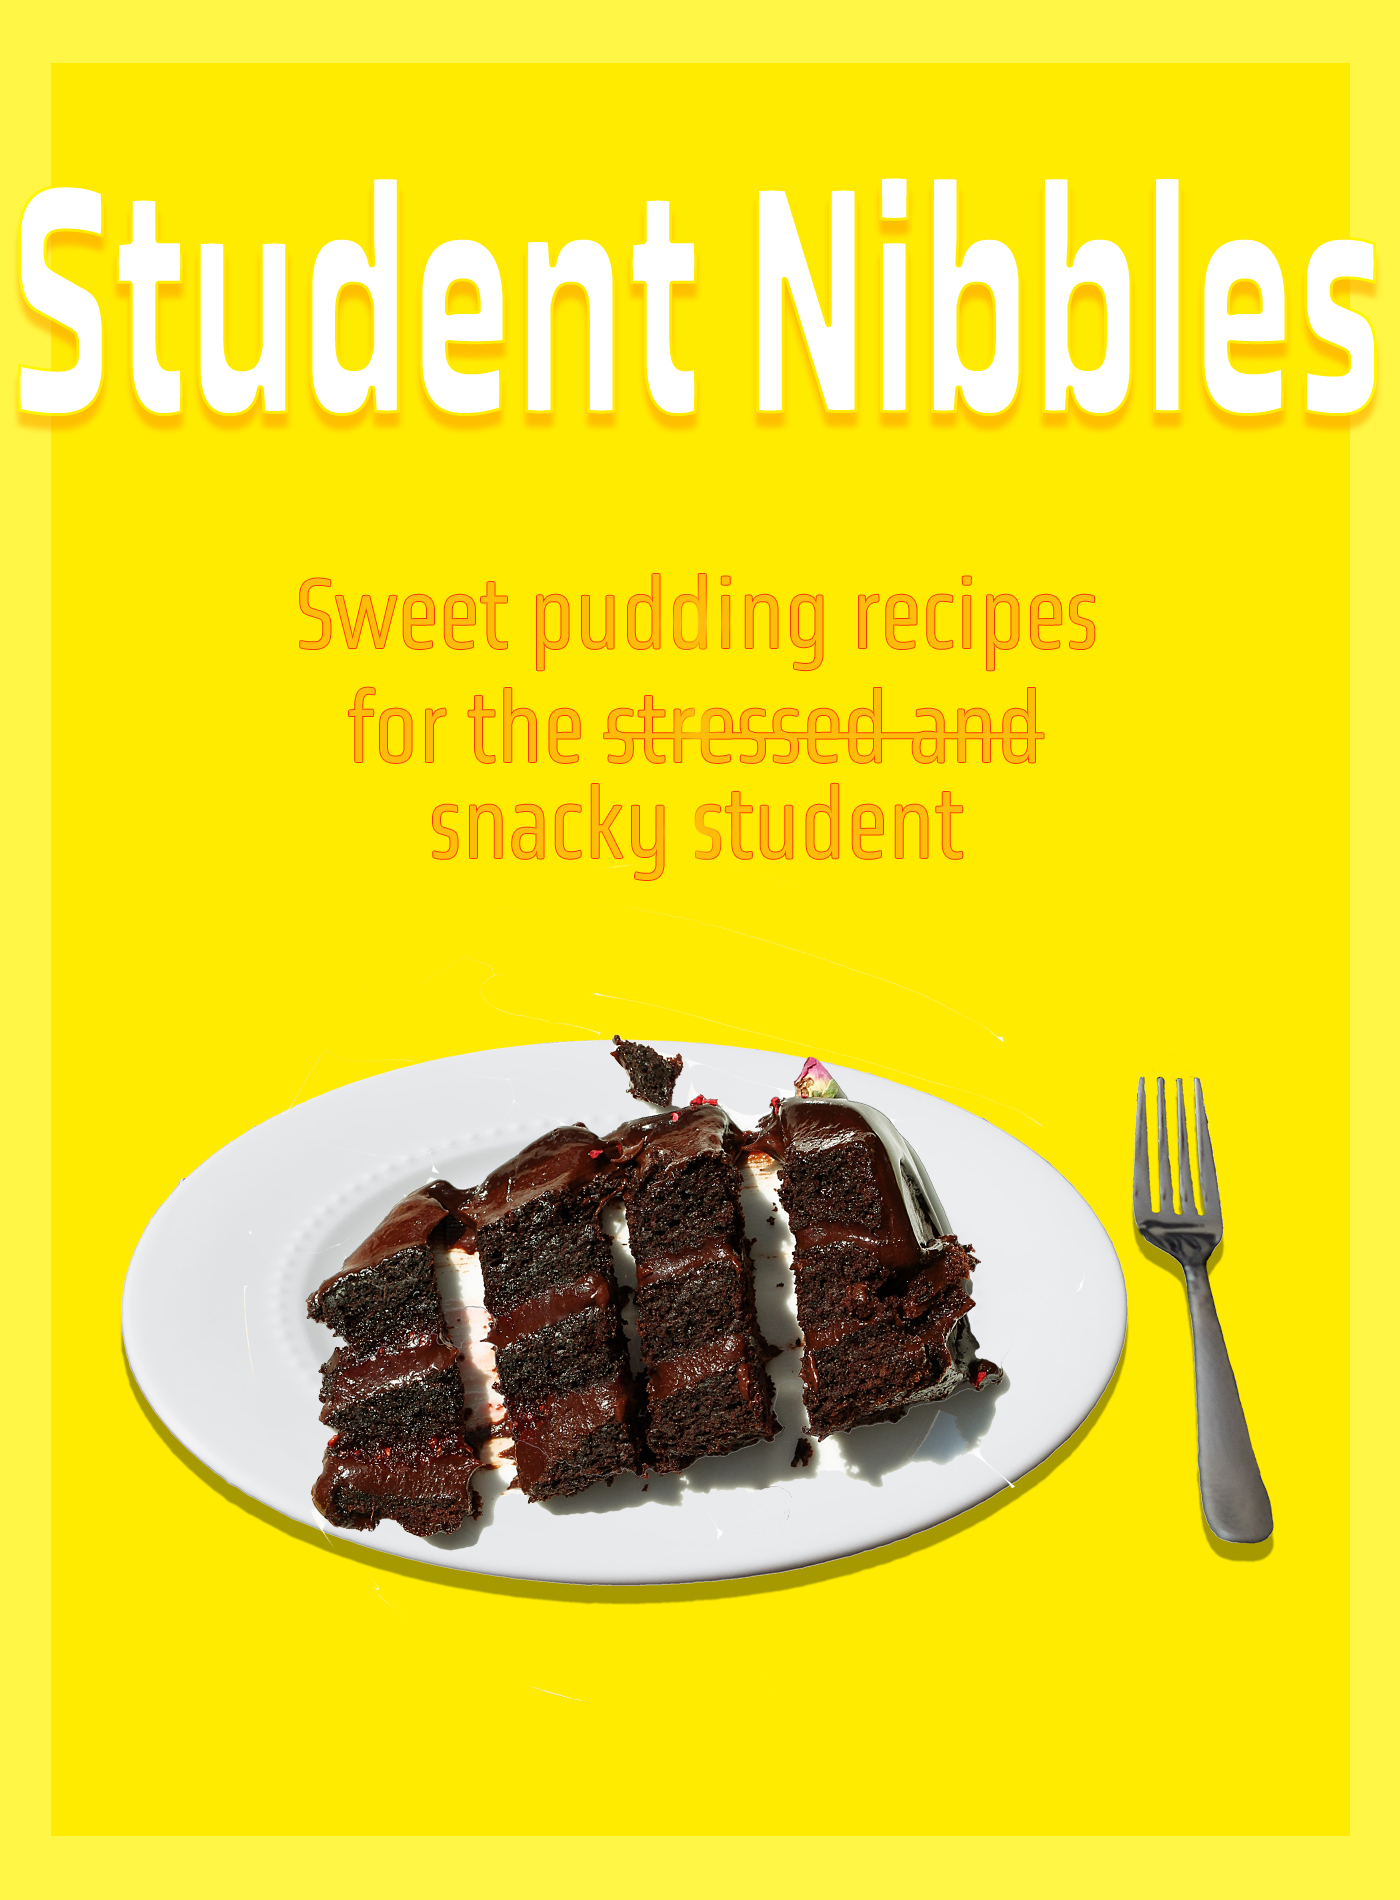 Student Nibbles
Sweet pudding recipes
for the stressed and
snacky student